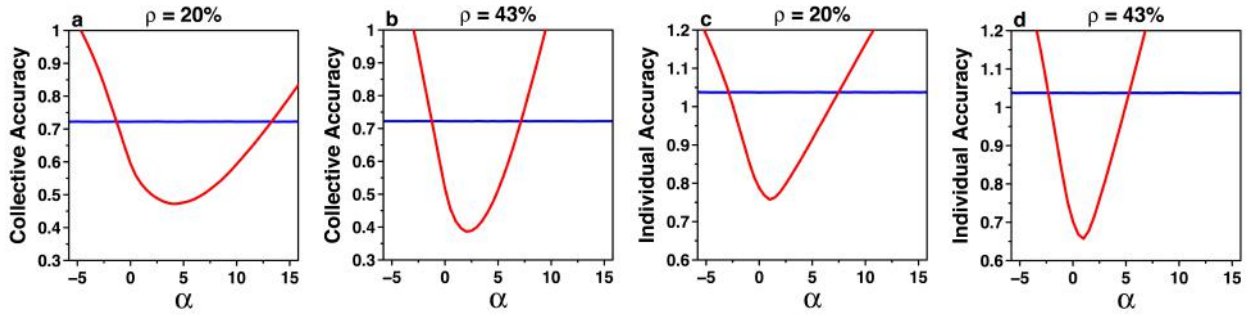 a ρ = 20%
Collective Accuracy
1
0.9
0.8
0.7
0.6
0.5
0.4
0.3
−5 0 5 10 15
α
b ρ = 43%
Collective Accuracy
1
0.9
0.8
0.7
0.6
0.5
0.4
0.3
−5 0 5 10 15
α
c ρ = 20%
Individual Accuracy
1.2
1.1
1
0.9
0.8
0.7
0.6
−5 0 5 10 15
α
d ρ = 43%
Individual Accuracy
1.2
1.1
1
0.9
0.8
0.7
0.6
−5 0 5 10 15
α